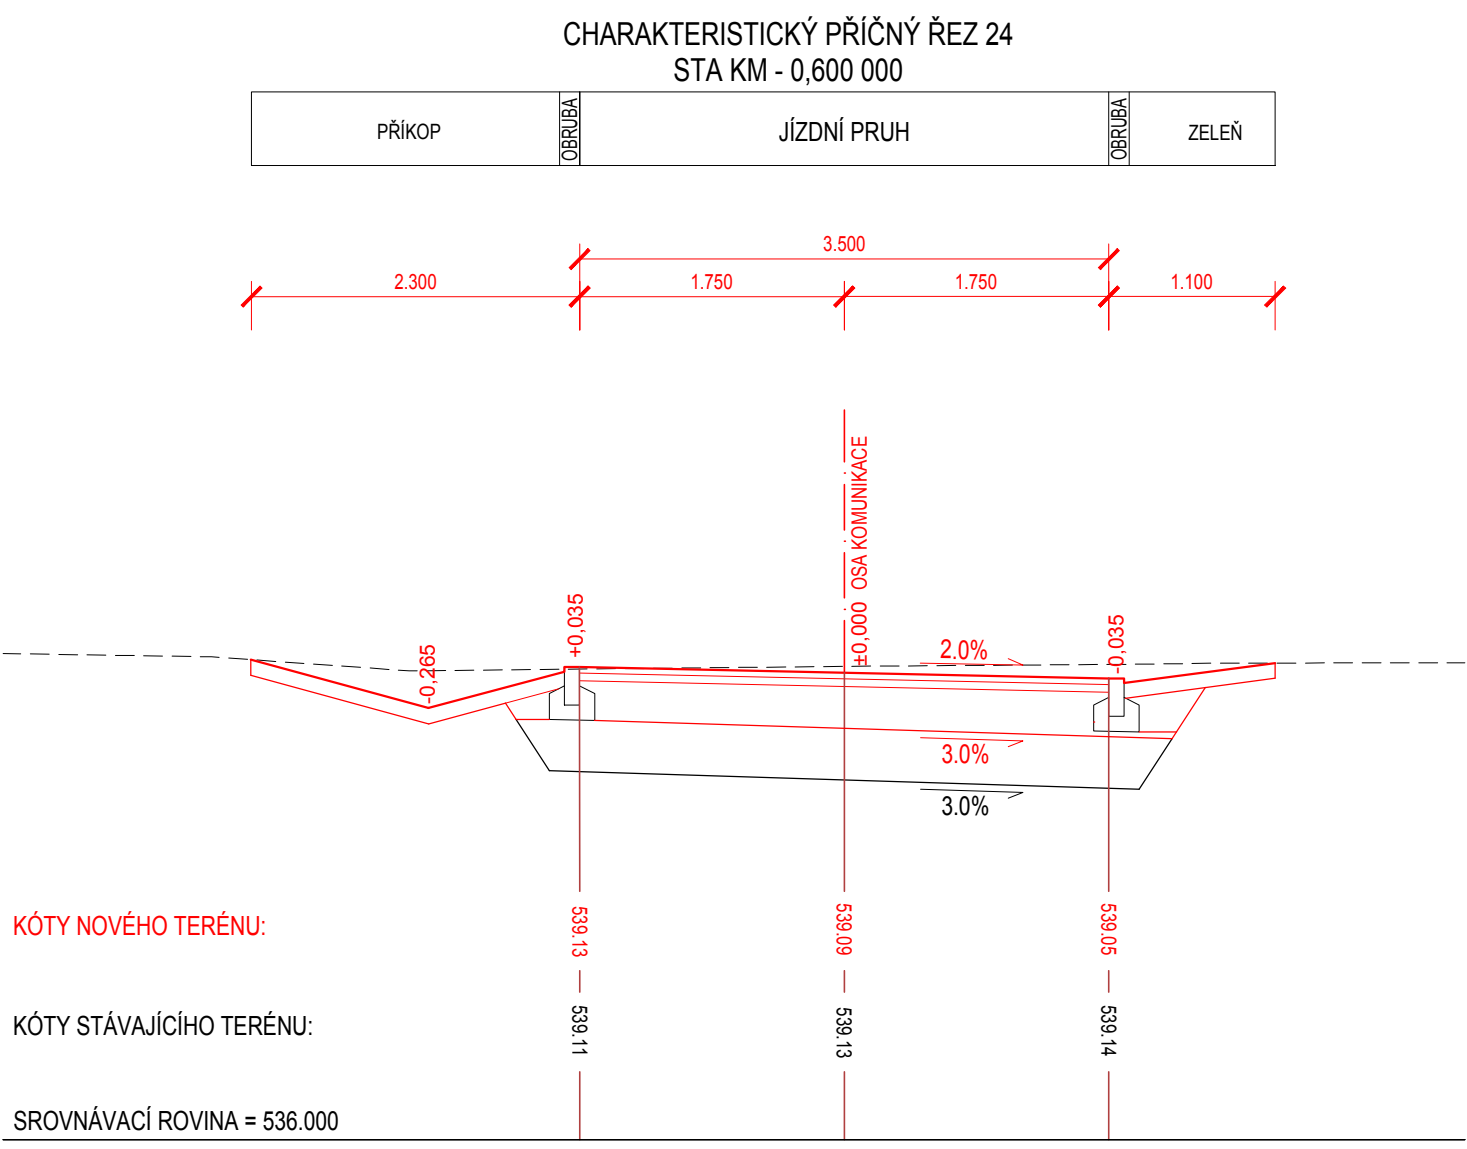 CHARAKTERISTICKÝ PŘÍČNÝ ŘEZ 24
STA KM - 0,600 000
PŘÍKOP
OBRUBA
JÍZDNÍ PRUH
OBRUBA
ZELEŇ
3.500
2.300
1.750
1.750
1.100
±0,000 OSA KOMUNIKACE
+0,035
-0,035
-0,265
2.0%
3.0%
3.0%
KÓTY NOVÉHO TERÉNU:
539.13
539.09
539.05
KÓTY STÁVAJÍCÍHO TERÉNU:
539.11
539.13
539.14
SROVNÁVACÍ ROVINA = 536.000